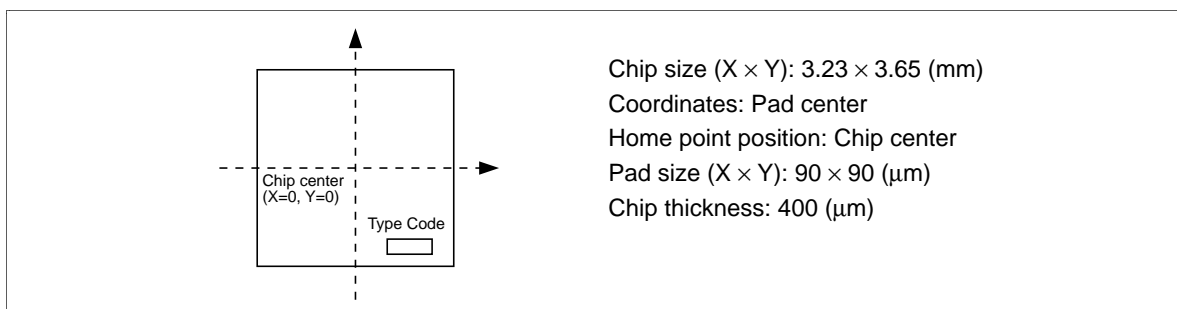 Chip center
(X=0, Y=0)
Type Code
Chip size (X × Y): 3.23 × 3.65 (mm)
Coordinates: Pad center
Home point position: Chip center
Pad size (X × Y): 90 × 90 (μm)
Chip thickness: 400 (μm)